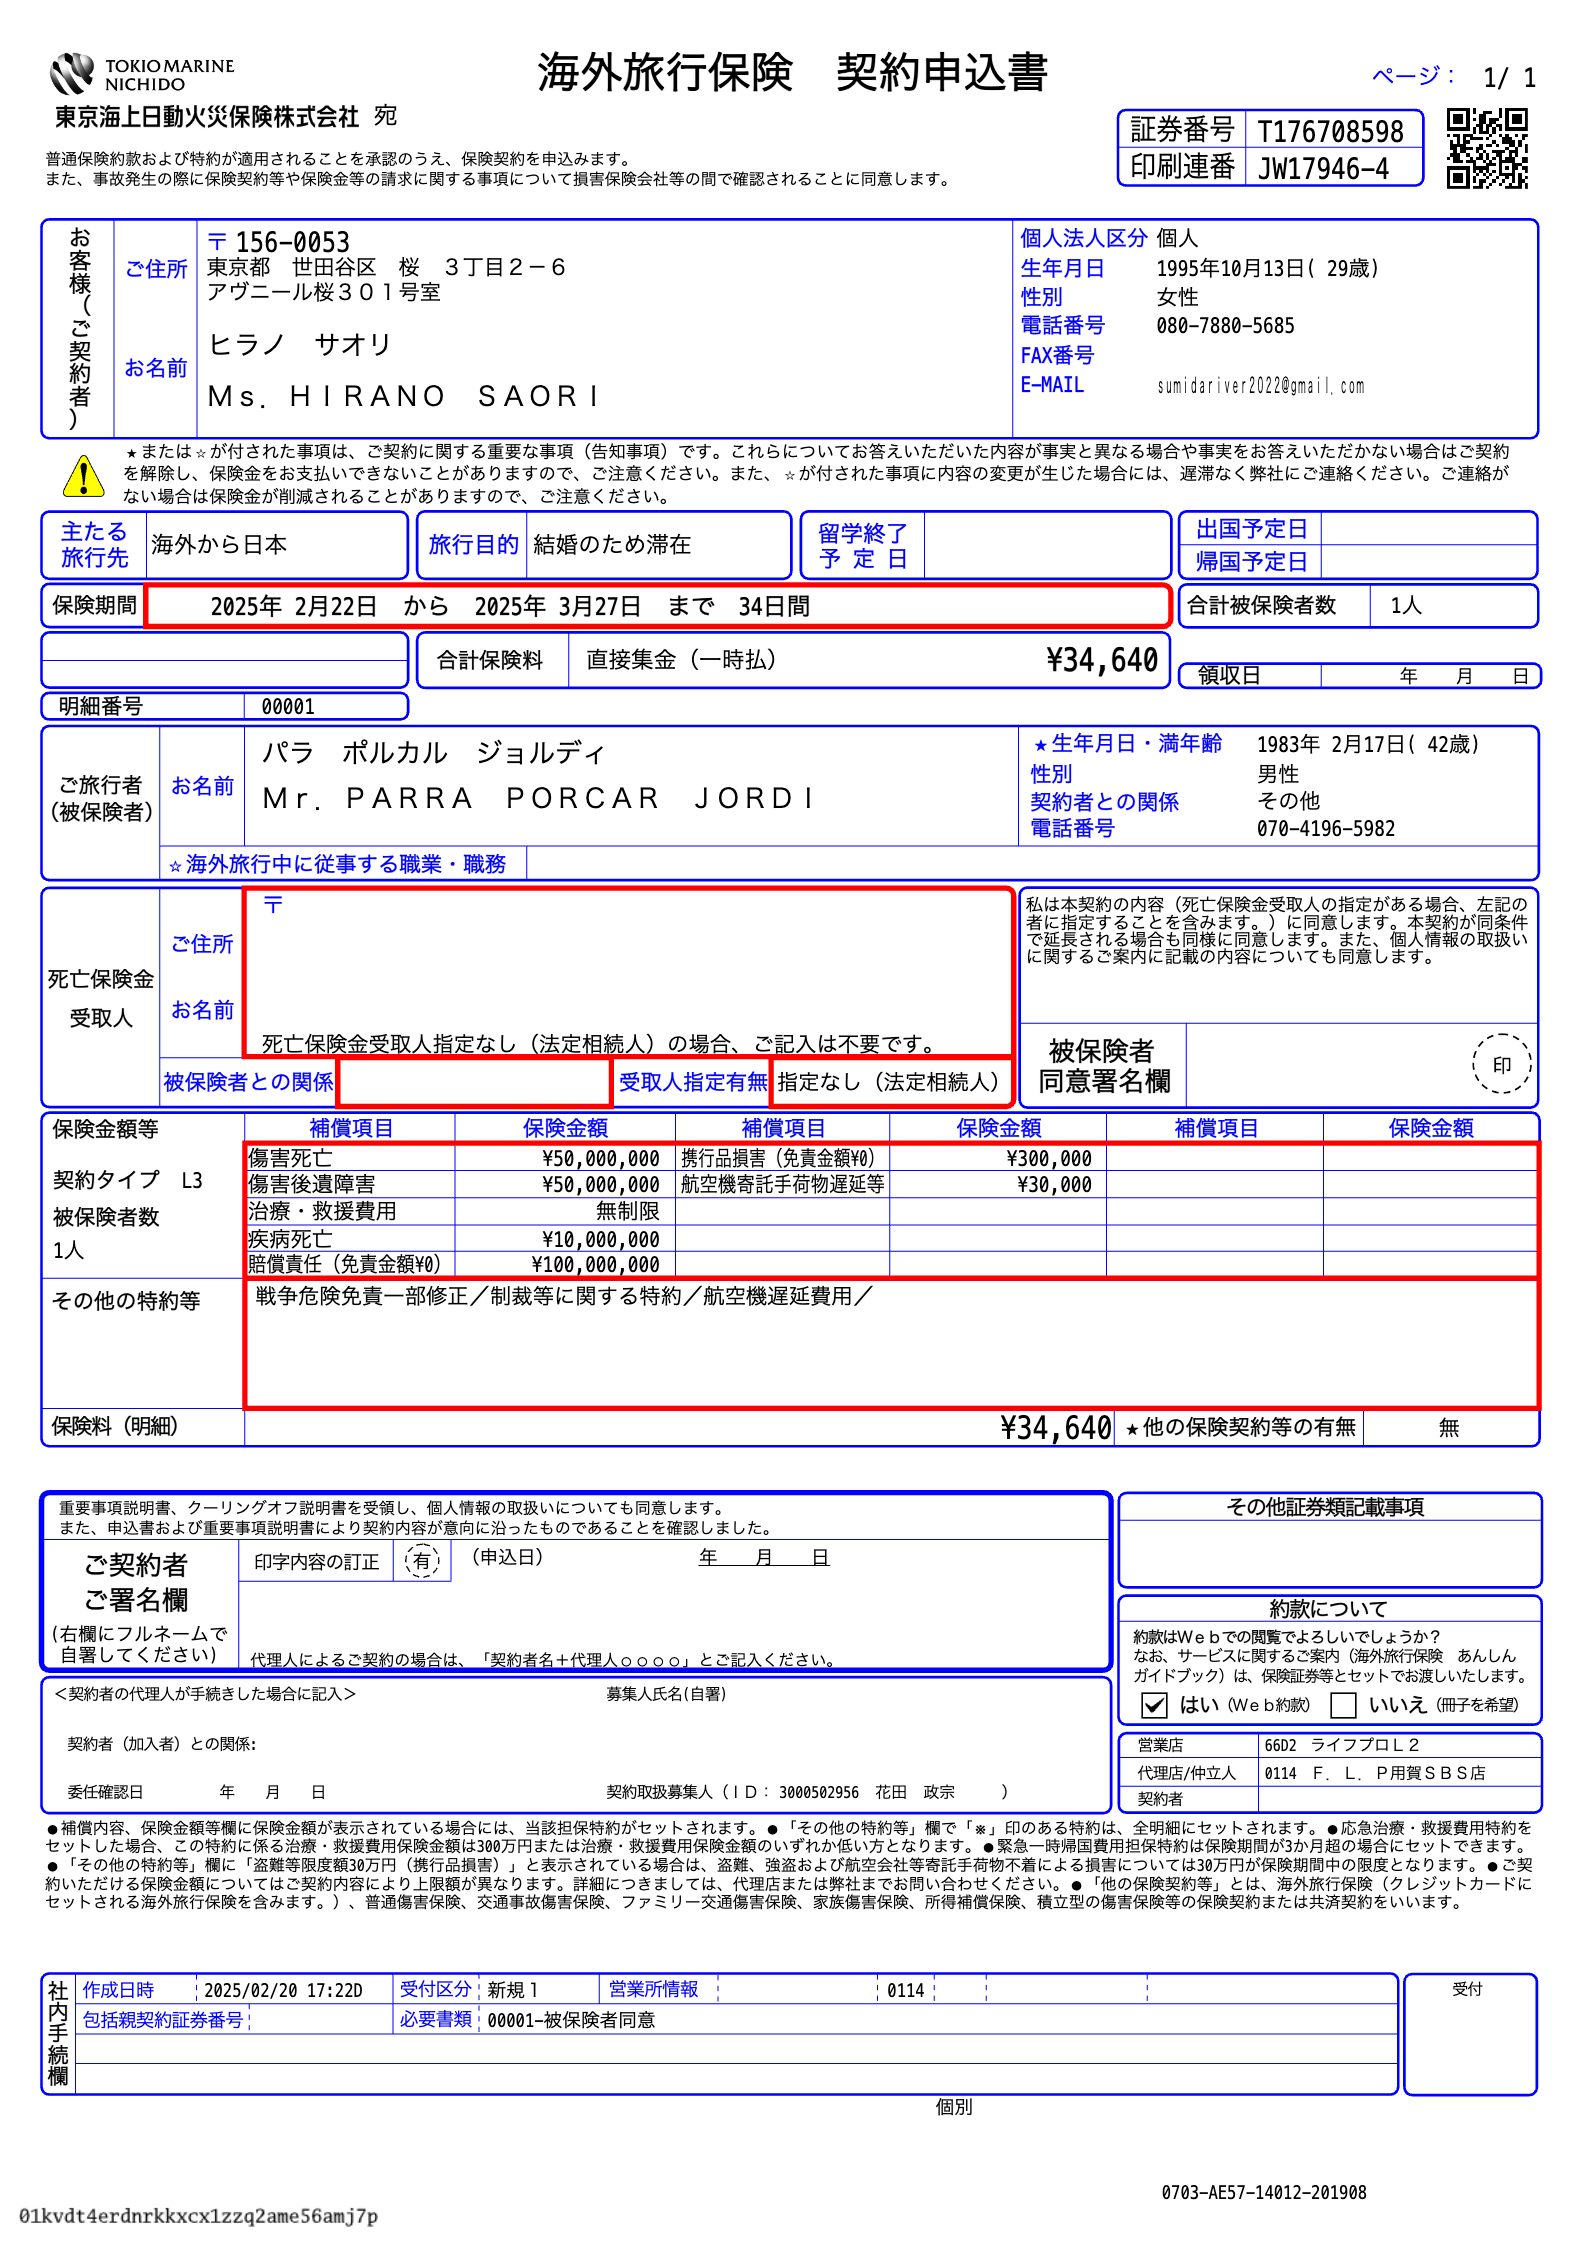 TOKIO MARINE
NICHIDO
東京海上日動火災保険株式会社 宛
海外旅行保険　契約申込書
ページ： 1/ 1
証券番号 T176708598
印刷連番 JW17946-4
普通保険約款および特約が適用されることを承認のうえ、保険契約を申込みます。
また、事故発生の際に保険契約等や保険金等の請求に関する事項について損害保険会社等の間で確認されることに同意します。
お客様（ご契約者）
ご住所
〒156-0053
東京都　世田谷区　桜　３丁目２－６
アヴニール桜３０１号室
お名前
ヒラノ　サオリ
Ｍｓ．ＨＩＲＡＮＯ　ＳＡＯＲＩ
個人法人区分 個人
生年月日 1995年10月13日( 29歳)
性別 女性
電話番号 080-7880-5685
FAX番号
E-MAIL sumidariver2022@gmail.com
★または☆が付された事項は、ご契約に関する重要な事項（告知事項）です。これらについてお答えいただいた内容が事実と異なる場合や事実をお答えいただかない場合はご契約
を解除し、保険金をお支払いできないことがありますので、ご注意ください。また、☆が付された事項に内容の変更が生じた場合には、遅滞なく弊社にご連絡ください。ご連絡が
ない場合は保険金が削減されることがありますので、ご注意ください。
主たる
旅行先
海外から日本
旅行目的 結婚のため滞在
留学終了
予 定 日
出国予定日
帰国予定日
保険期間 2025年 2月22日　から　2025年 3月27日　まで　34日間
合計被保険者数 1人
合計保険料 直接集金（一時払） ¥34,640
領収日 年　月　日
明細番号 00001
ご旅行者
（被保険者）
お名前
パラ　ポルカル　ジョルディ
Ｍｒ．ＰＡＲＲＡ　ＰＯＲＣＡＲ　ＪＯＲＤＩ
★生年月日・満年齢 1983年 2月17日( 42歳)
性別 男性
契約者との関係 その他
電話番号 070-4196-5982
☆海外旅行中に従事する職業・職務
死亡保険金
受取人
ご住所
〒
お名前
死亡保険金受取人指定なし（法定相続人）の場合、ご記入は不要です。
被保険者との関係
受取人指定有無 指定なし（法定相続人）
私は本契約の内容（死亡保険金受取人の指定がある場合、左記の
者に指定することを含みます。）に同意します。本契約が同条件
で延長される場合も同様に同意します。また、個人情報の取扱い
に関するご案内に記載の内容についても同意します。
被保険者
同意署名欄
印
保険金額等
契約タイプ　L3
被保険者数
1人
補償項目 保険金額 補償項目 保険金額 補償項目 保険金額
傷害死亡 ¥50,000,000 携行品損害（免責金額¥0） ¥300,000
傷害後遺障害 ¥50,000,000 航空機寄託手荷物遅延等 ¥30,000
治療・救援費用 無制限
疾病死亡 ¥10,000,000
賠償責任（免責金額¥0） ¥100,000,000
その他の特約等 戦争危険免責一部修正／制裁等に関する特約／航空機遅延費用／
保険料（明細） ¥34,640 ★他の保険契約等の有無 無
重要事項説明書、クーリングオフ説明書を受領し、個人情報の取扱いについても同意します。
また、申込書および重要事項説明書により契約内容が意向に沿ったものであることを確認しました。
ご契約者
ご署名欄
（右欄にフルネームで
自署してください）
印字内容の訂正 有 （申込日） 年　月　日
代理人によるご契約の場合は、「契約者名＋代理人○○○○」とご記入ください。
＜契約者の代理人が手続きした場合に記入＞ 募集人氏名(自署)
契約者（加入者）との関係:
委任確認日 年　月　日 契約取扱募集人（ＩＤ： 3000502956　花田　政宗　　　）
その他証券類記載事項
約款について
約款はＷｅｂでの閲覧でよろしいでしょうか？
なお、サービスに関するご案内（海外旅行保険　あんしん
ガイドブック）は、保険証券等とセットでお渡しいたします。
はい（Ｗｅｂ約款） いいえ（冊子を希望）
営業店 66D2　ライフプロＬ２
代理店/仲立人 0114　Ｆ．Ｌ．Ｐ用賀ＳＢＳ店
契約者
●補償内容、保険金額等欄に保険金額が表示されている場合には、当該担保特約がセットされます。●「その他の特約等」欄で「※」印のある特約は、全明細にセットされます。●応急治療・救援費用特約を
セットした場合、この特約に係る治療・救援費用保険金額は300万円または治療・救援費用保険金額のいずれか低い方となります。●緊急一時帰国費用担保特約は保険期間が3か月超の場合にセットできます。
●「その他の特約等」欄に「盗難等限度額30万円（携行品損害）」と表示されている場合は、盗難、強盗および航空会社等寄託手荷物不着による損害については30万円が保険期間中の限度となります。●ご契
約いただける保険金額についてはご契約内容により上限額が異なります。詳細につきましては、代理店または弊社までお問い合わせください。●「他の保険契約等」とは、海外旅行保険（クレジットカードに
セットされる海外旅行保険を含みます。）、普通傷害保険、交通事故傷害保険、ファミリー交通傷害保険、家族傷害保険、所得補償保険、積立型の傷害保険等の保険契約または共済契約をいいます。
社内手続欄
作成日時 2025/02/20 17:22D 受付区分 新規１ 営業所情報 0114
包括親契約証券番号 必要書類 00001-被保険者同意
受付
個別
0703-AE57-14012-201908
01kvdt4erdnrkkxcx1zzq2ame56amj7p